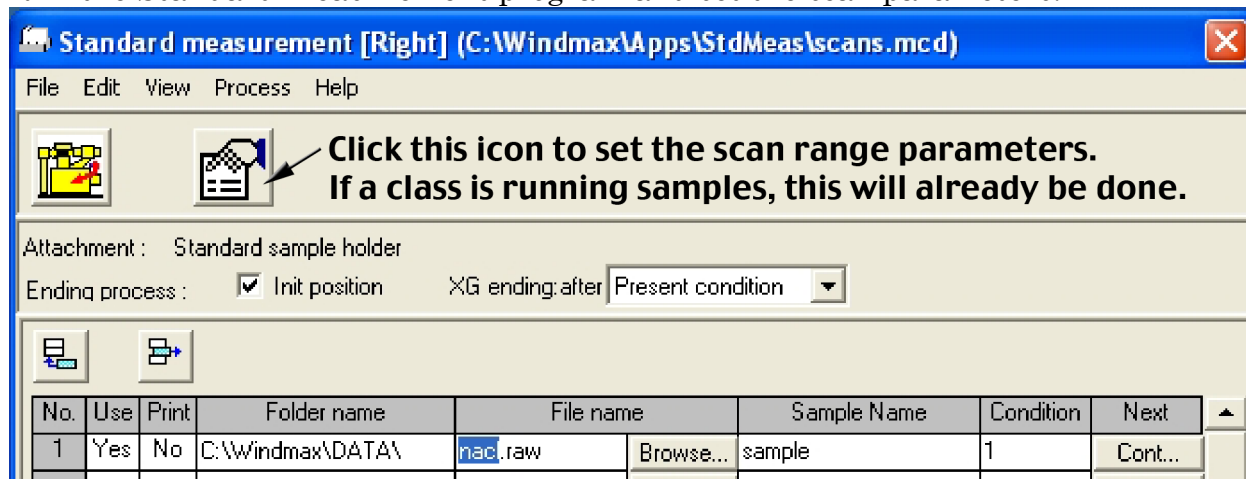 Standard measurement [Right] (C:\Windmax\Apps\StdMeas\scans.mcd)
File Edit View Process Help
Click this icon to set the scan range parameters.
If a class is running samples, this will already be done.
Attachment : Standard sample holder
Ending process : Init position XG ending:after Present condition
No. Use Print Folder name File name Sample Name Condition Next
1 Yes No C:\Windmax\DATA\ nacl.raw Browse... sample 1 Cont...